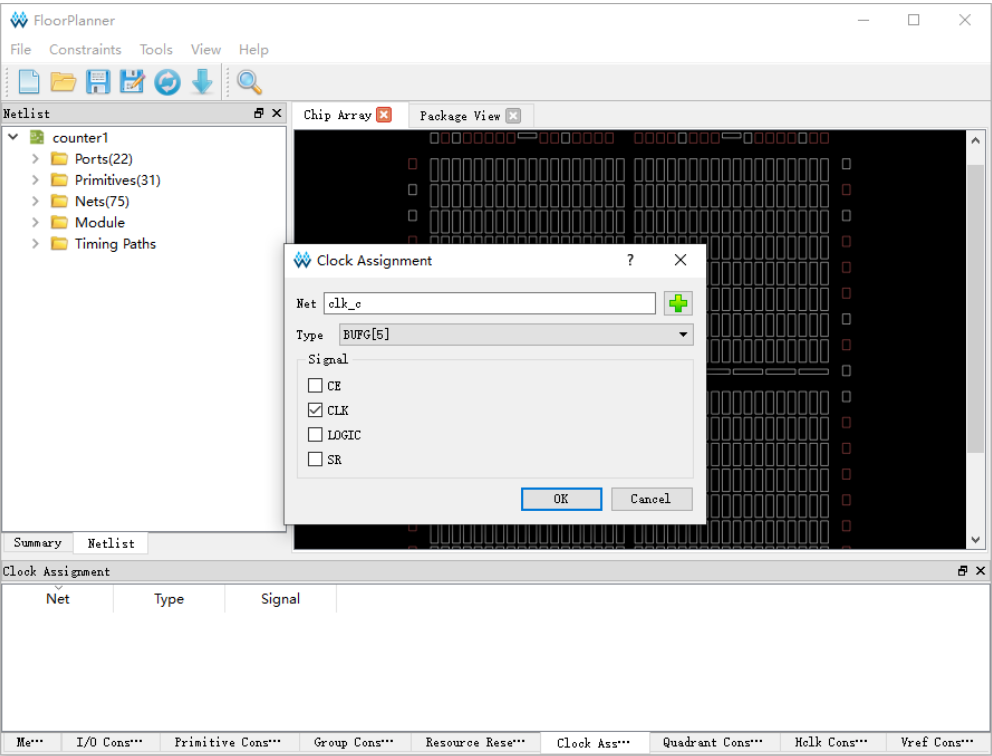 FloorPlanner
File Constraints Tools View Help
Netlist
Chip Array Package View
counter1
Ports(22)
Primitives(31)
Nets(75)
Module
Timing Paths
Clock Assignment ?
Net clk_c
Type BUFG[5]
Signal
CE
CLK
LOGIC
SR
OK Cancel
Summary Netlist
Clock Assignment
Net Type Signal
Me... I/O Cons... Primitive Cons... Group Cons... Resource Rese... Clock Ass... Quadrant Cons... Hclk Cons... Vref Cons...